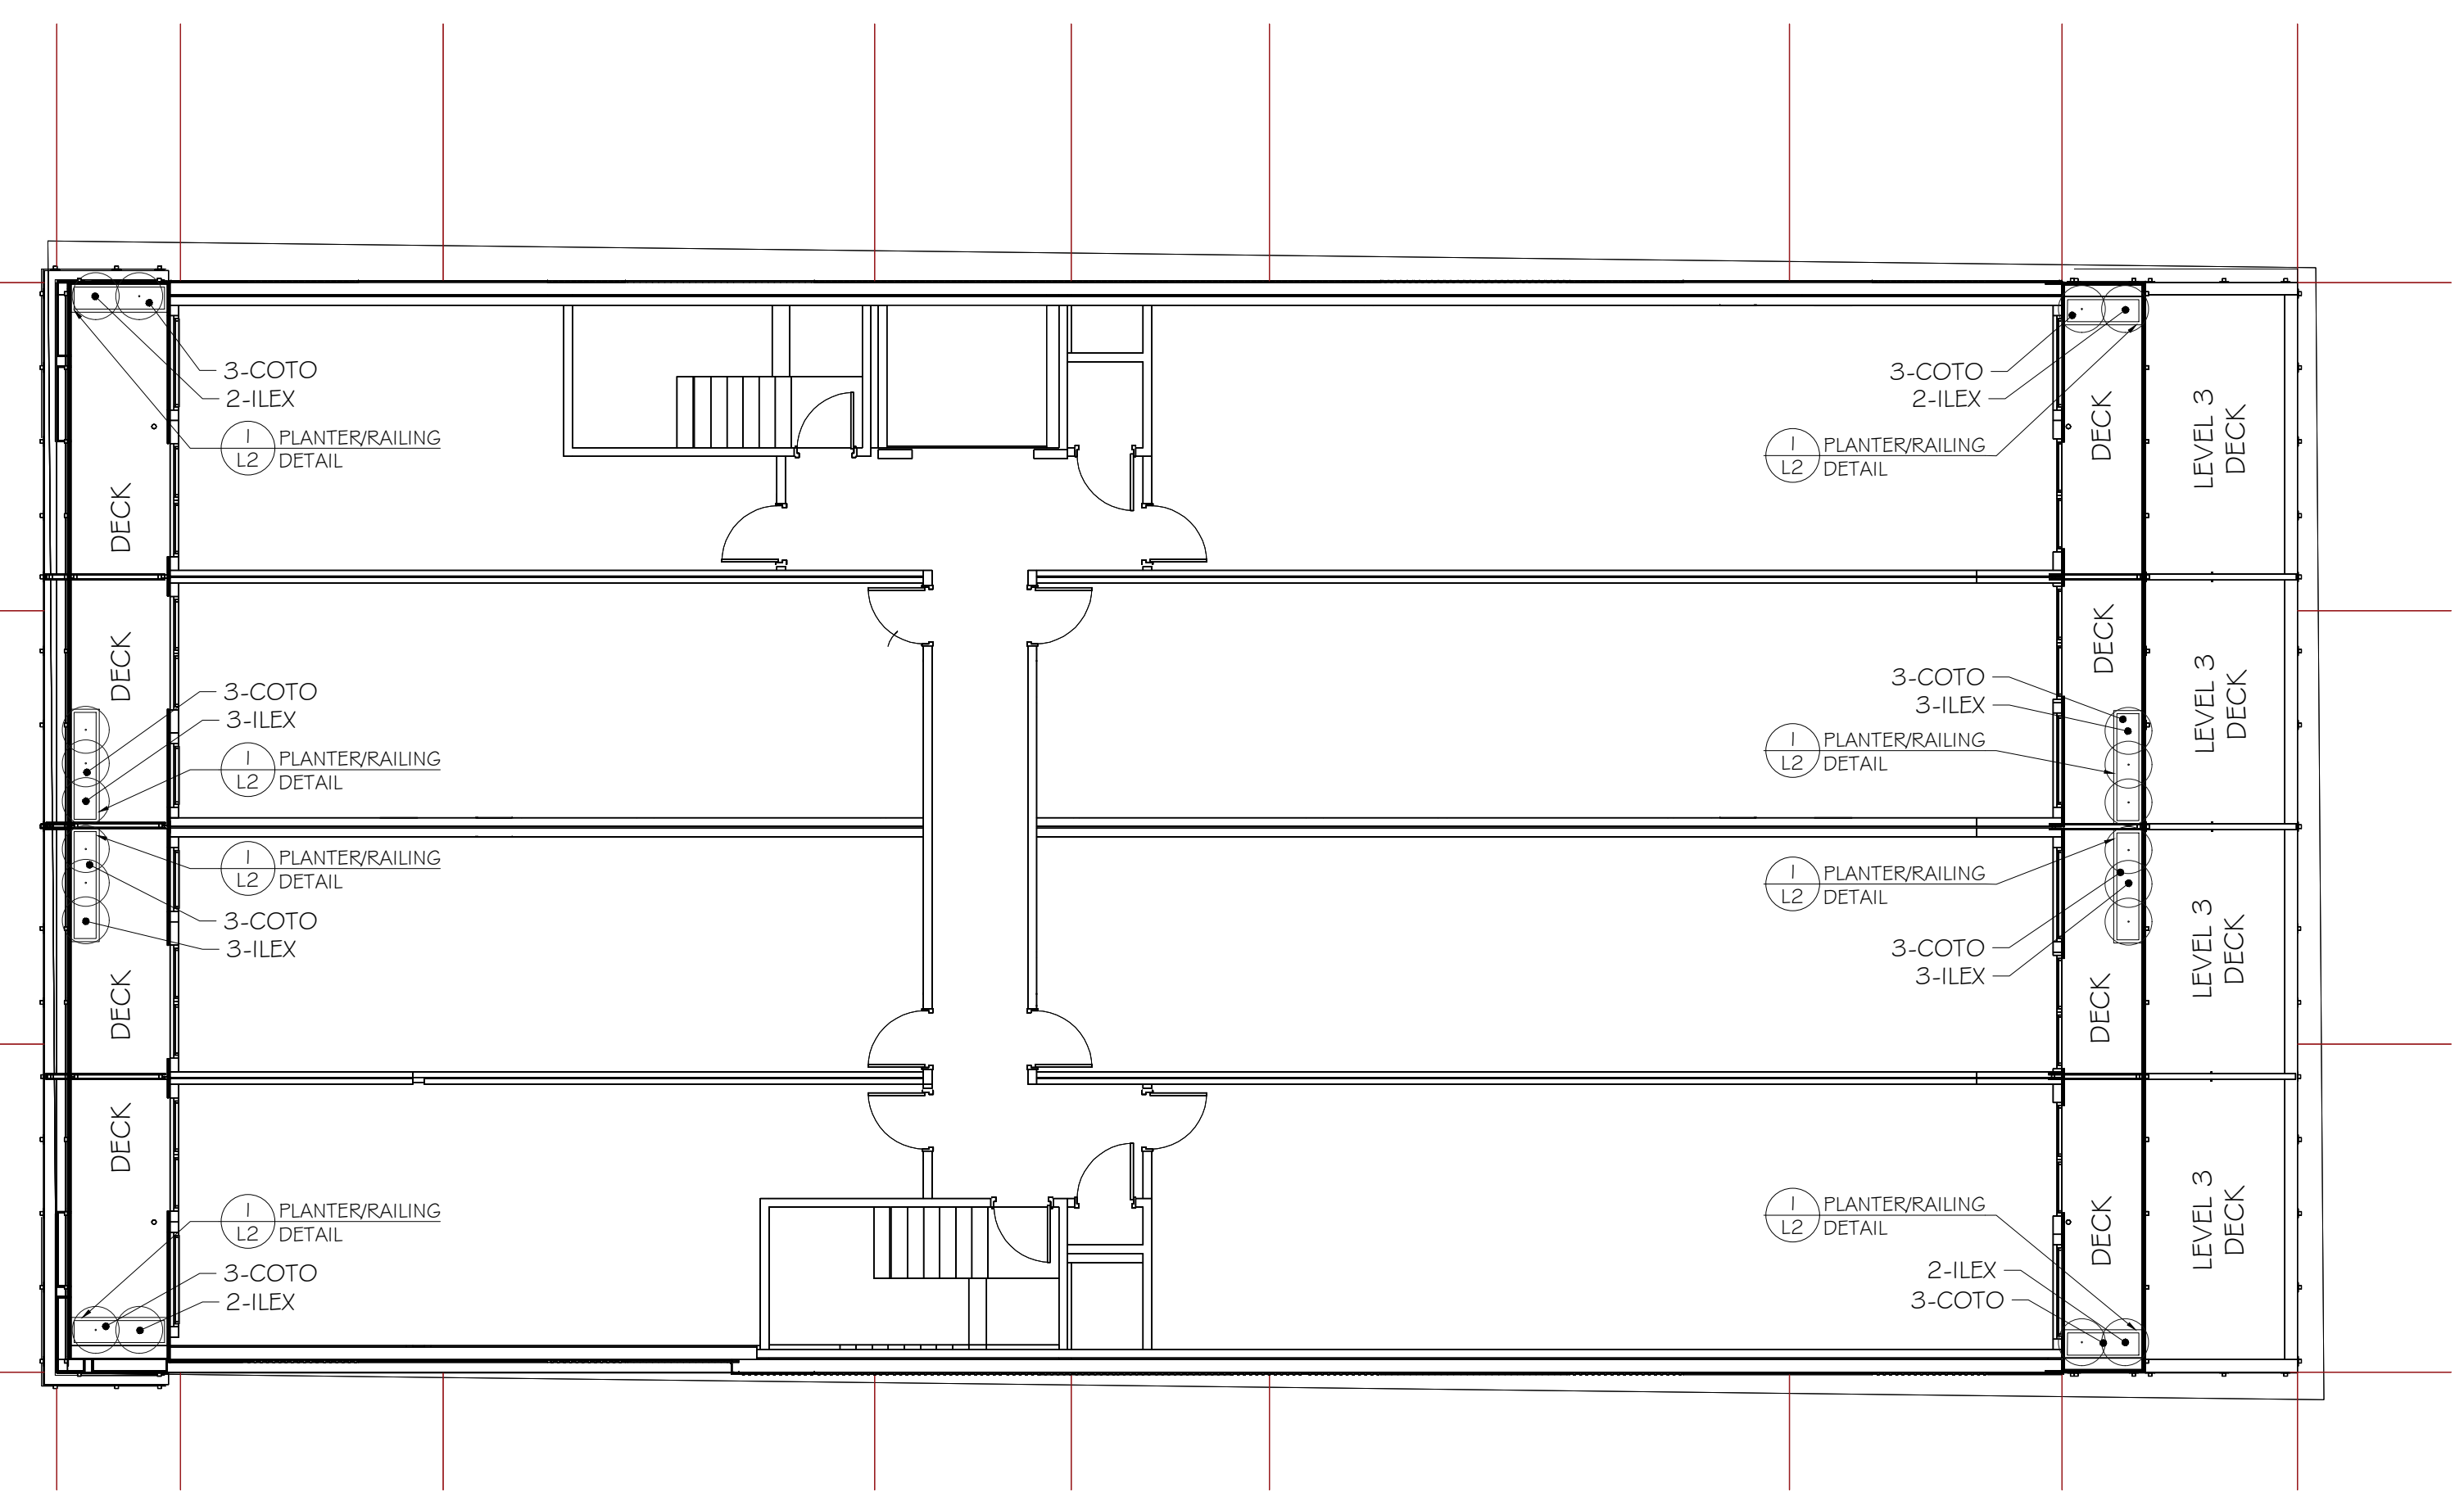 3-COTO
2-ILEX
1
L2
PLANTER/RAILING
DETAIL
DECK
DECK
3-COTO
3-ILEX
1
L2
PLANTER/RAILING
DETAIL
1
L2
PLANTER/RAILING
DETAIL
3-COTO
3-ILEX
DECK
DECK
1
L2
PLANTER/RAILING
DETAIL
3-COTO
2-ILEX
3-COTO
2-ILEX
1
L2
PLANTER/RAILING
DETAIL
DECK
LEVEL 3
DECK
DECK
LEVEL 3
DECK
3-COTO
3-ILEX
1
L2
PLANTER/RAILING
DETAIL
1
L2
PLANTER/RAILING
DETAIL
3-COTO
3-ILEX
DECK
LEVEL 3
DECK
1
L2
PLANTER/RAILING
DETAIL
DECK
LEVEL 3
DECK
2-ILEX
3-COTO